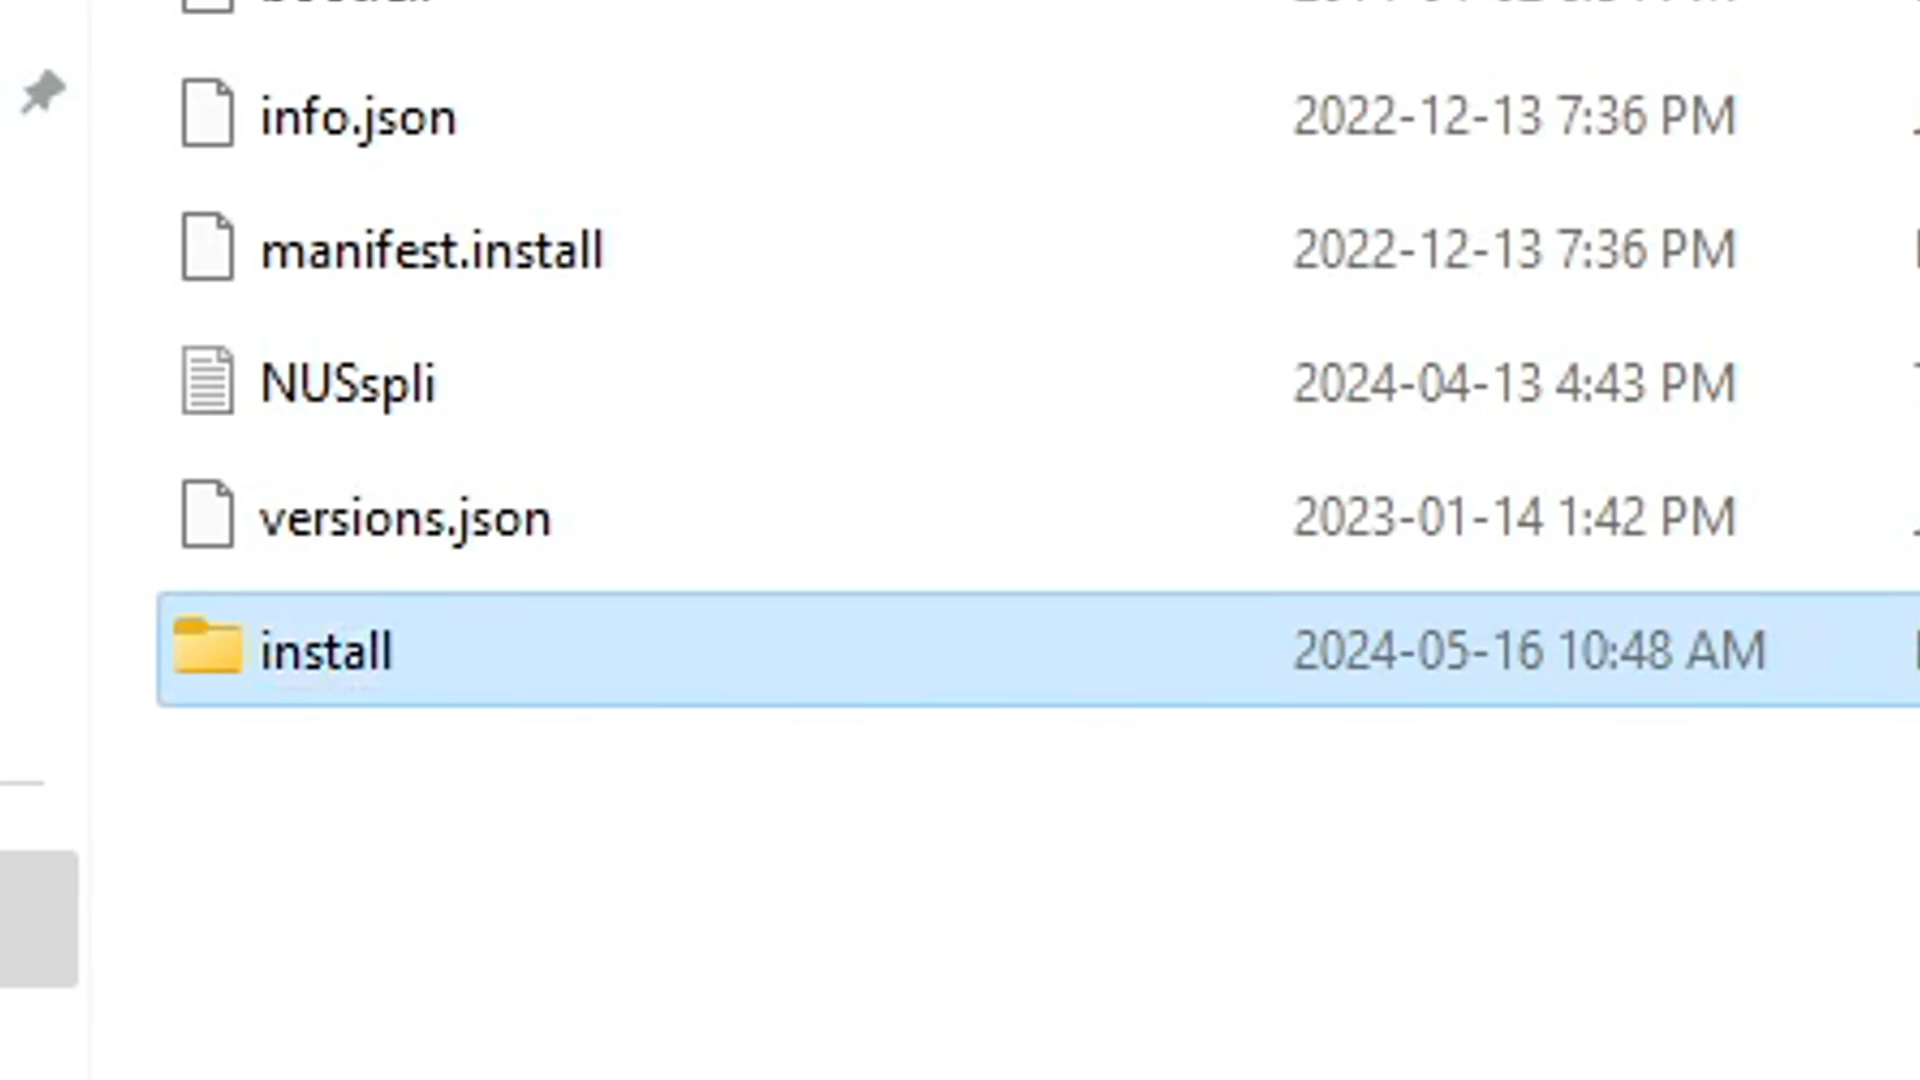 info.json 2022-12-13 7:36 PM
manifest.install 2022-12-13 7:36 PM
NUSspli 2024-04-13 4:43 PM
versions.json 2023-01-14 1:42 PM
install 2024-05-16 10:48 AM